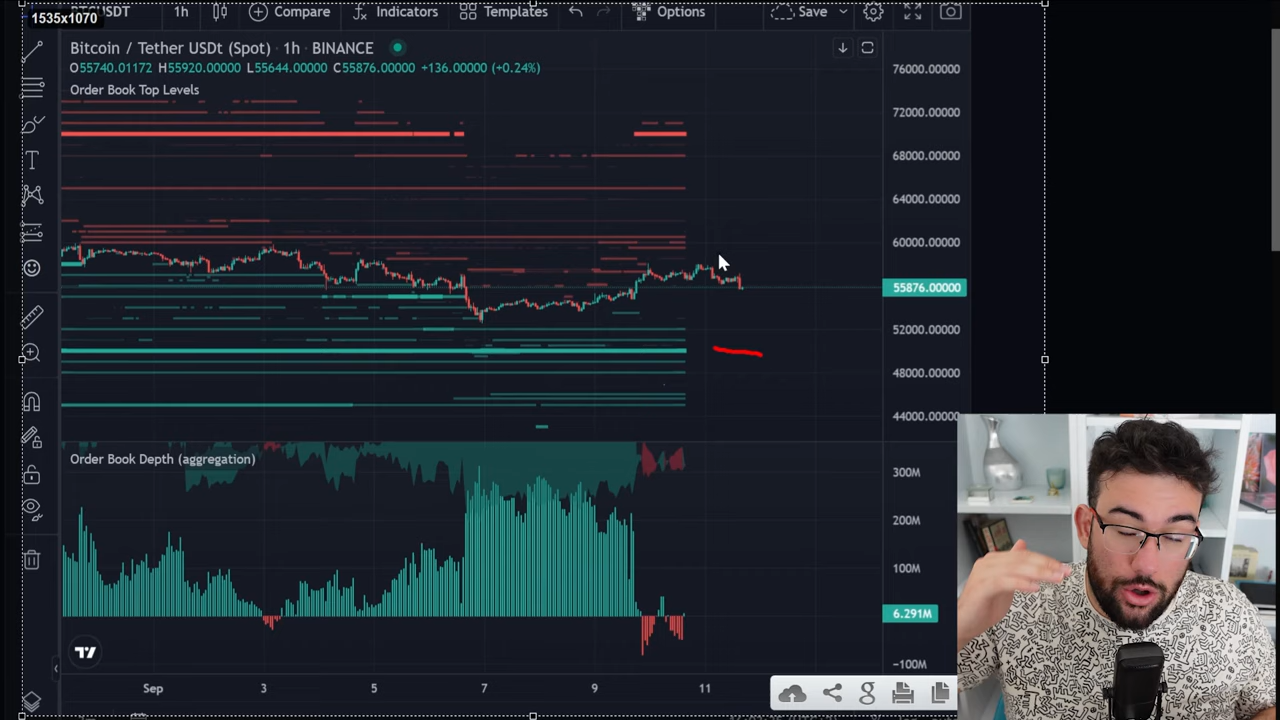 1535x1070
BTCUSDT 1h Compare Indicators Templates Options Save
Bitcoin / Tether USDt (Spot) · 1h · BINANCE
O55740.01172 H55920.00000 L55644.00000 C55876.00000 +136.00000 (+0.24%)
Order Book Top Levels
76000.00000
72000.00000
68000.00000
64000.00000
60000.00000
55876.00000
52000.00000
48000.00000
44000.00000
Order Book Depth (aggregation)
300M
200M
100M
6.291M
−100M
Sep 3 5 7 9 11